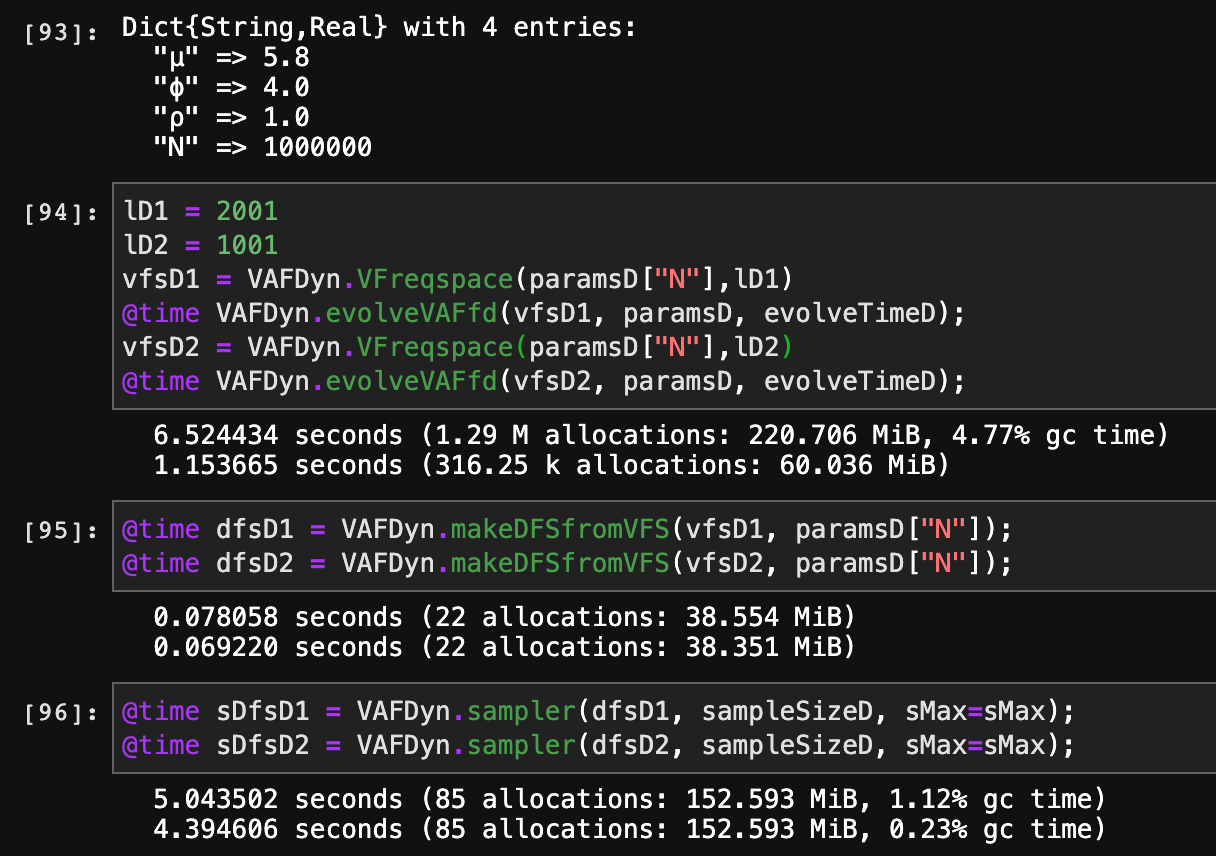 [93]: Dict{String,Real} with 4 entries:
"μ" => 5.8
"ϕ" => 4.0
"ρ" => 1.0
"N" => 1000000
[94]: lD1 = 2001
lD2 = 1001
vfsD1 = VAFDyn.VFreqspace(paramsD["N"],lD1)
@time VAFDyn.evolveVAFfd(vfsD1, paramsD, evolveTimeD);
vfsD2 = VAFDyn.VFreqspace(paramsD["N"],lD2)
@time VAFDyn.evolveVAFfd(vfsD2, paramsD, evolveTimeD);
6.524434 seconds (1.29 M allocations: 220.706 MiB, 4.77% gc time)
1.153665 seconds (316.25 k allocations: 60.036 MiB)
[95]: @time dfsD1 = VAFDyn.makeDFSfromVFS(vfsD1, paramsD["N"]);
@time dfsD2 = VAFDyn.makeDFSfromVFS(vfsD2, paramsD["N"]);
0.078058 seconds (22 allocations: 38.554 MiB)
0.069220 seconds (22 allocations: 38.351 MiB)
[96]: @time sDfsD1 = VAFDyn.sampler(dfsD1, sampleSizeD, sMax=sMax);
@time sDfsD2 = VAFDyn.sampler(dfsD2, sampleSizeD, sMax=sMax);
5.043502 seconds (85 allocations: 152.593 MiB, 1.12% gc time)
4.394606 seconds (85 allocations: 152.593 MiB, 0.23% gc time)